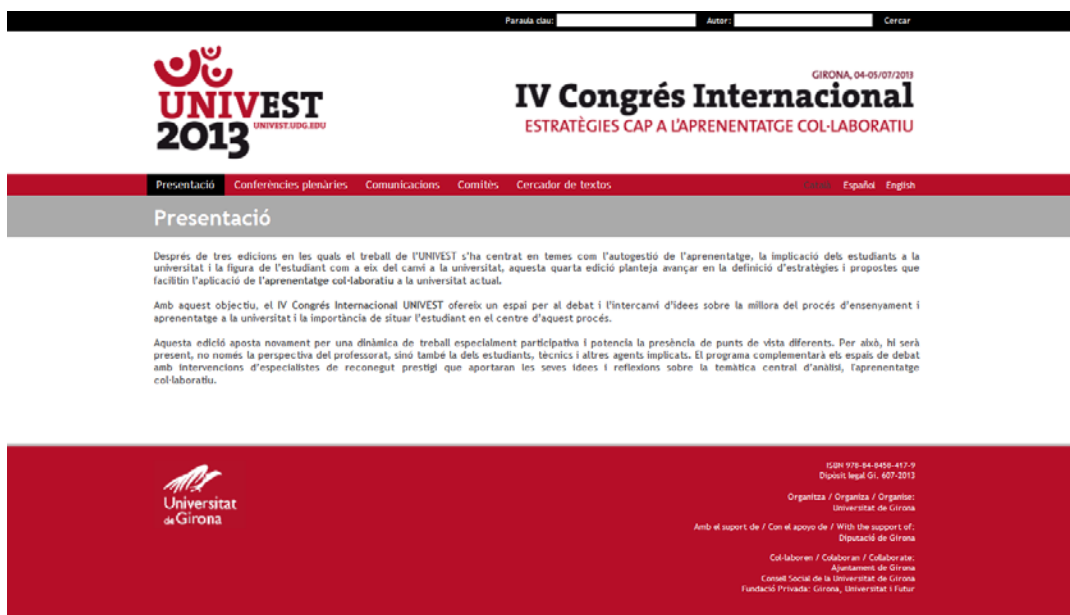 Paraula clau: Autor: Cercar
UNIVEST
2013
UNIVEST.UDG.EDU
GIRONA, 04-05/07/2013
IV Congrés Internacional
ESTRATÈGIES CAP A L'APRENENTATGE COL·LABORATIU
Presentació Conferències plenàries Comunicacions Comitès Cercador de textos Català Español English
Presentació
Després de tres edicions en les quals el treball de l'UNIVEST s'ha centrat en temes com l'autogestió de l'aprenentatge, la implicació dels estudiants a la
universitat i la figura de l'estudiant com a eix del canvi a la universitat, aquesta quarta edició planteja avançar en la definició d'estratègies i propostes que
facilitin l'aplicació de l'aprenentatge col·laboratiu a la universitat actual.
Amb aquest objectiu, el IV Congrés Internacional UNIVEST ofereix un espai per al debat i l'intercanvi d'idees sobre la millora del procés d'ensenyament i
aprenentatge a la universitat i la importància de situar l'estudiant en el centre d'aquest procés.
Aquesta edició aposta novament per una dinàmica de treball especialment participativa i potencia la presència de punts de vista diferents. Per això, hi serà
present, no només la perspectiva del professorat, sinó també la dels estudiants, tècnics i altres agents implicats. El programa complementarà els espais de debat
amb intervencions d'especialistes de reconegut prestigi que aportaran les seves idees i reflexions sobre la temàtica central d'anàlisi, l'aprenentatge
col·laboratiu.
Universitat
de Girona
ISBN 978-84-8458-417-9
Dipòsit legal Gi. 607-2013
Organitza / Organiza / Organise:
Universitat de Girona
Amb el suport de / Con el apoyo de / With the support of:
Diputació de Girona
Col·laboren / Colaboran / Collaborate:
Ajuntament de Girona
Consell Social de la Universitat de Girona
Fundació Privada: Girona, Universitat i Futur